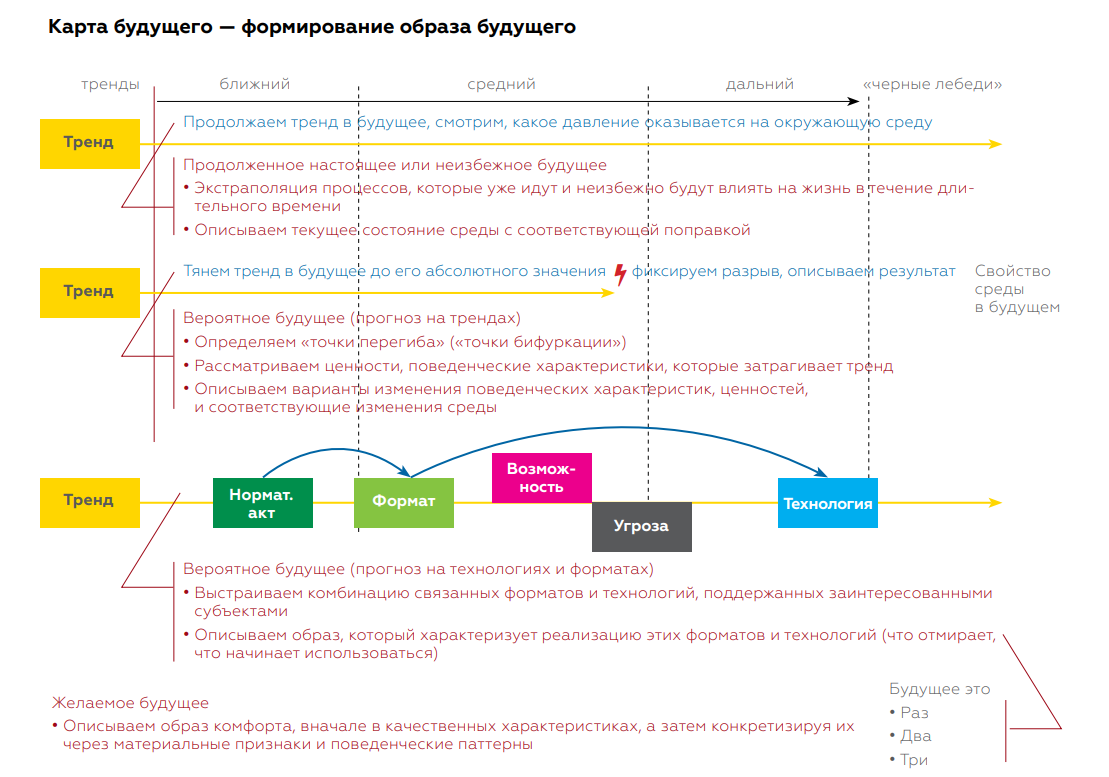 Карта будущего — формирование образа будущего
тренды
ближний
средний
дальний
«черные лебеди»
Тренд
Продолжаем тренд в будущее, смотрим, какое давление оказывается на окружающую среду
Продолженное настоящее или неизбежное будущее
• Экстраполяция процессов, которые уже идут и неизбежно будут влиять на жизнь в течение дли-
тельного времени
• Описываем текущее состояние среды с соответствующей поправкой
Тренд
Тянем тренд в будущее до его абсолютного значения
фиксируем разрыв, описываем результат
Свойство
среды
в будущем
Вероятное будущее (прогноз на трендах)
• Определяем «точки перегиба» («точки бифуркации»)
• Рассматриваем ценности, поведенческие характеристики, которые затрагивает тренд
• Описываем варианты изменения поведенческих характеристик, ценностей,
и соответствующие изменения среды
Тренд
Нормат.
акт
Формат
Возмож-
ность
Угроза
Технология
Вероятное будущее (прогноз на технологиях и форматах)
• Выстраиваем комбинацию связанных форматов и технологий, поддержанных заинтересованными
субъектами
• Описываем образ, который характеризует реализацию этих форматов и технологий (что отмирает,
что начинает использоваться)
Желаемое будущее
• Описываем образ комфорта, вначале в качественных характеристиках, а затем конкретизируя их
через материальные признаки и поведенческие паттерны
Будущее это
• Раз
• Два
• Три